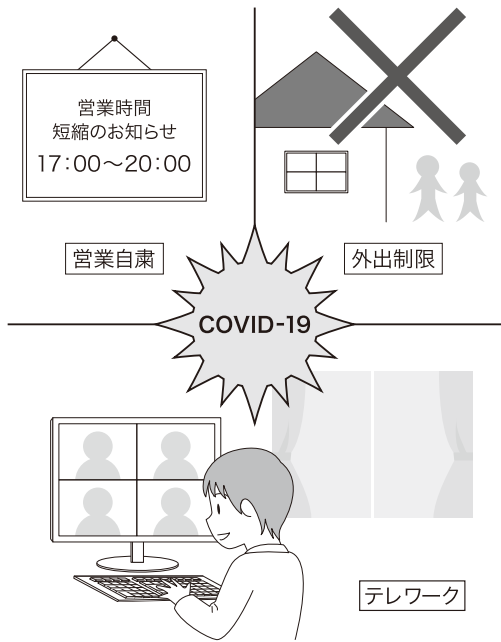 営業時間
短縮のお知らせ
17:00〜20:00
営業自粛
外出制限
COVID-19
テレワーク